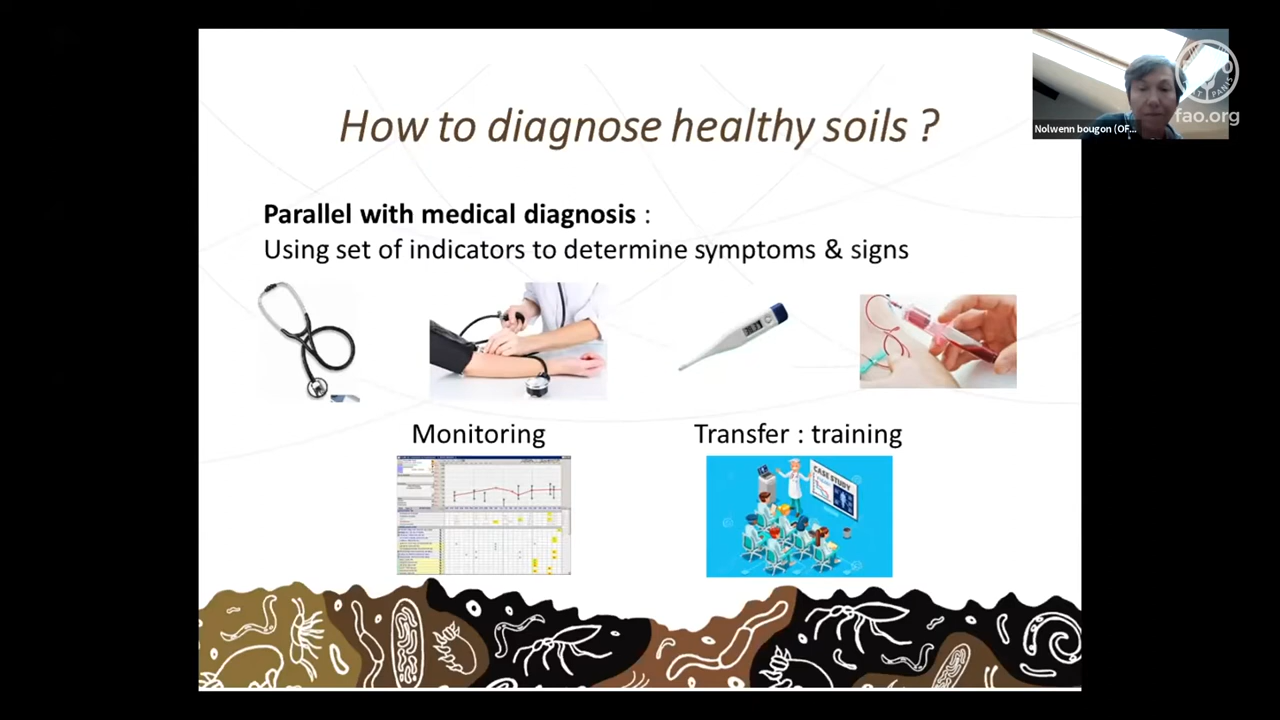 How to diagnose healthy soils ?
Parallel with medical diagnosis :
Using set of indicators to determine symptoms & signs
Monitoring
Transfer : training
CASE STUDY
Nolwenn bougon (OF...
PANIS
fao.org